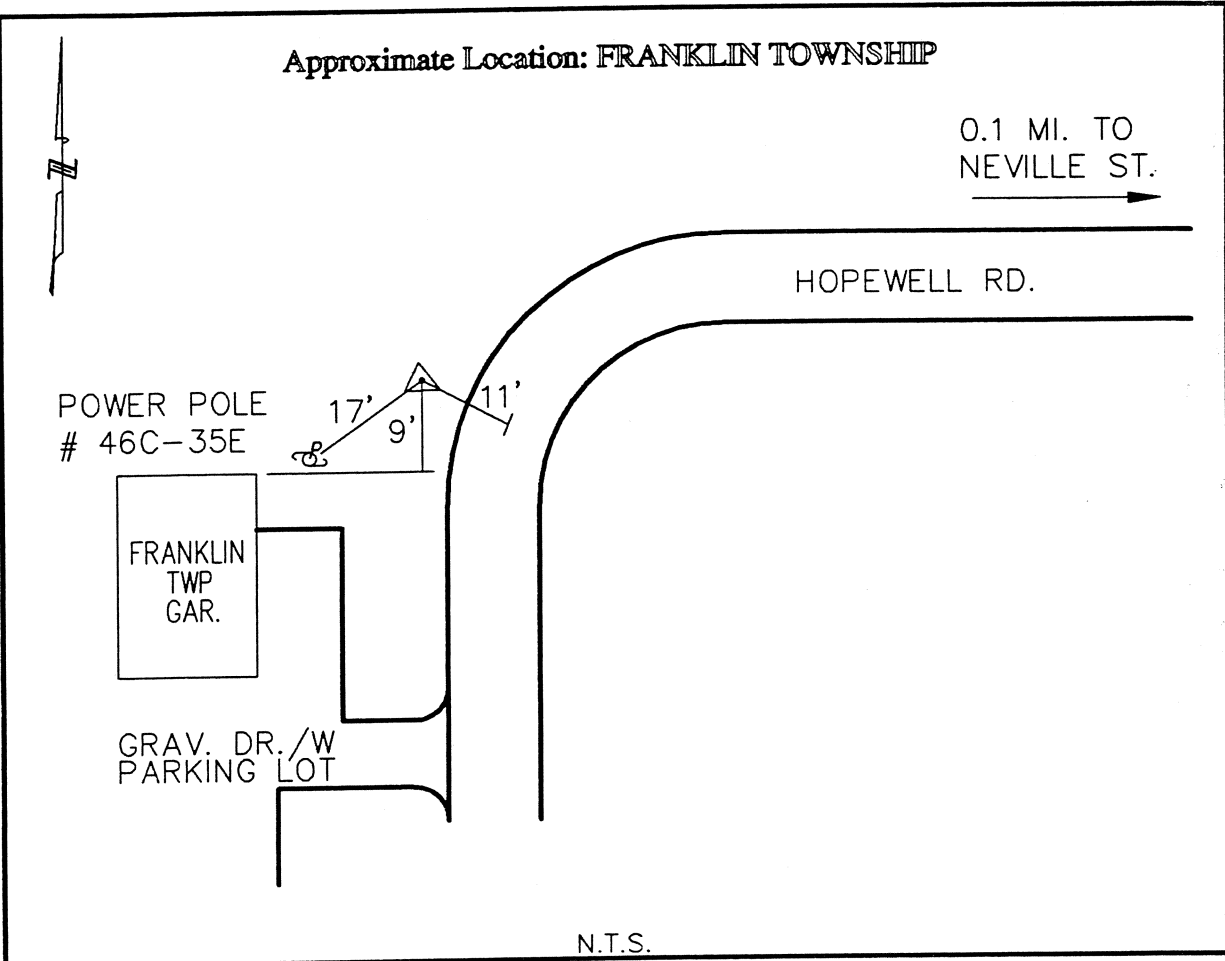 Approximate Location: FRANKLIN TOWNSHIP
N
0.1 MI. TO
NEVILLE ST.
HOPEWELL RD.
POWER POLE
# 46C-35E
17'
9'
11'
P
FRANKLIN
TWP
GAR.
GRAV. DR./W
PARKING LOT
N.T.S.